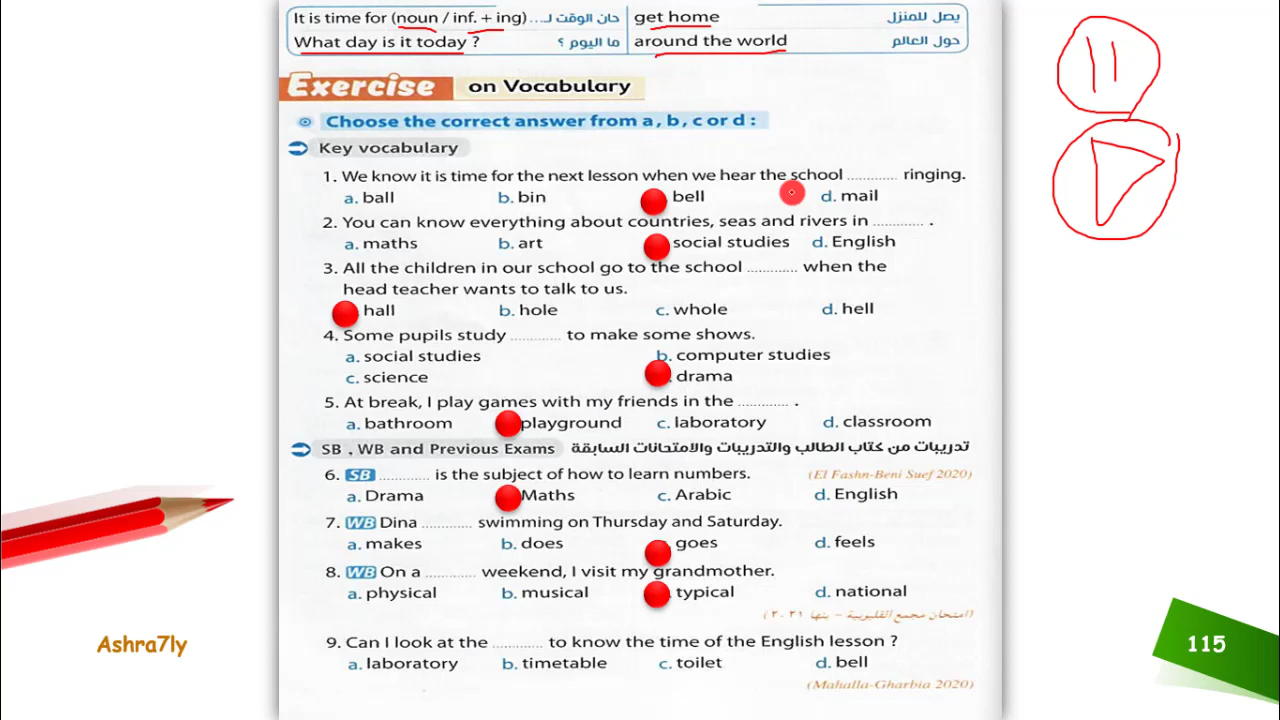 It is time for (noun / inf. + ing) حان الوقت لـ... get home يصل للمنزل
What day is it today ? ما اليوم ؟ around the world حول العالم
Exercise on Vocabulary
Choose the correct answer from a, b, c or d :
Key vocabulary
1. We know it is time for the next lesson when we hear the school ............ ringing.
a. ball b. bin bell d. mail
2. You can know everything about countries, seas and rivers in ............ .
a. maths b. art social studies d. English
3. All the children in our school go to the school ............ when the
head teacher wants to talk to us.
hall b. hole c. whole d. hell
4. Some pupils study ............ to make some shows.
a. social studies b. computer studies
c. science drama
5. At break, I play games with my friends in the ............ .
a. bathroom playground c. laboratory d. classroom
SB , WB and Previous Exams تدريبات من كتاب الطالب والتدريبات والامتحانات السابقة
6. SB ............ is the subject of how to learn numbers. (El Fashn-Beni Suef 2020)
a. Drama Maths c. Arabic d. English
7. WB Dina ............ swimming on Thursday and Saturday.
a. makes b. does goes d. feels
8. WB On a ............ weekend, I visit my grandmother.
a. physical b. musical typical d. national
(امتحان مجمع القليوبية - بنها ٢٠٢١)
9. Can I look at the ............ to know the time of the English lesson ?
a. laboratory b. timetable c. toilet d. bell
(Mahalla-Gharbia 2020)
Ashra7ly
115